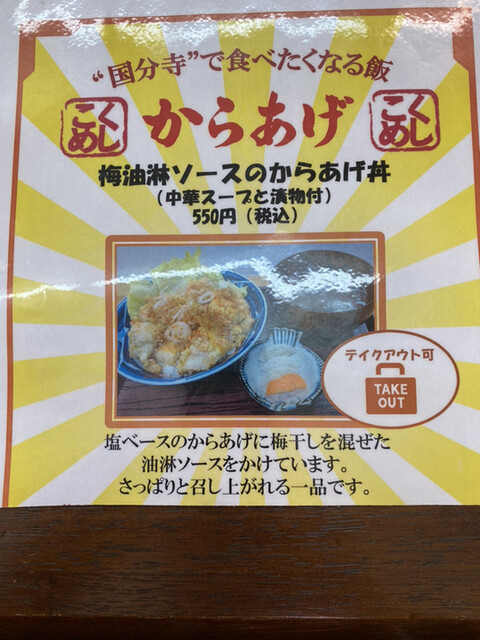 “国分寺”で食べたくなる飯
こくめし
からあげ
こくめし
梅油淋ソースのからあげ丼
（中華スープと漬物付）
550円（税込）
テイクアウト可
TAKE
OUT
塩ベースのからあげに梅干しを混ぜた
油淋ソースをかけています。
さっぱりと召し上がれる一品です。